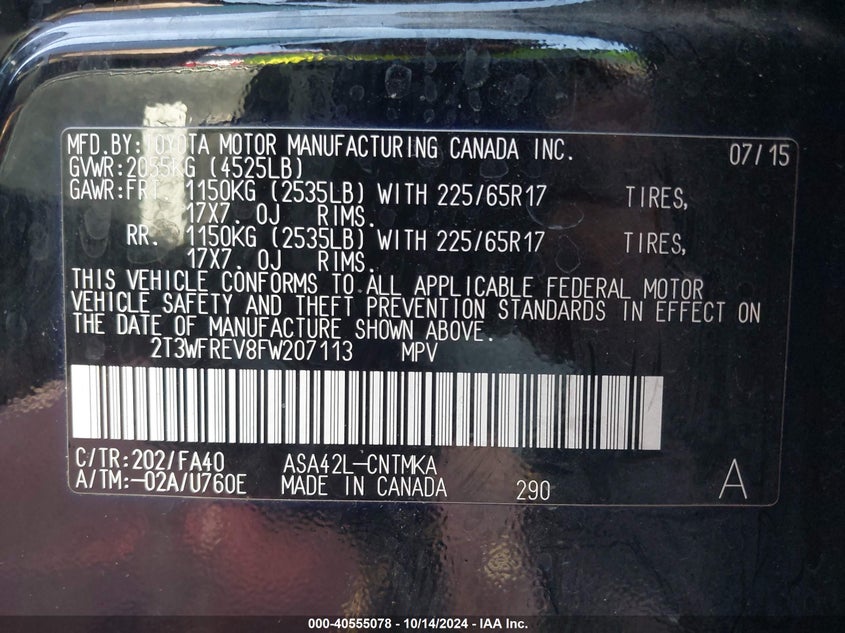 MFD.BY:TOYOTA MOTOR MANUFACTURING CANADA INC. 07/15
GVWR:2055KG (4525LB)
GAWR:FRT. 1150KG (2535LB) WITH 225/65R17 TIRES,
17X7.0J RIMS.
RR. 1150KG (2535LB) WITH 225/65R17 TIRES,
17X7.0J RIMS.
THIS VEHICLE CONFORMS TO ALL APPLICABLE FEDERAL MOTOR
VEHICLE SAFETY AND THEFT PREVENTION STANDARDS IN EFFECT ON
THE DATE OF MANUFACTURE SHOWN ABOVE.
2T3WFREV8FW207113 MPV
C/TR:202/FA40 ASA42L-CNTMKA
A/TM:-02A/U760E MADE IN CANADA 290 A
000-40555078 - 10/14/2024 - IAA Inc.